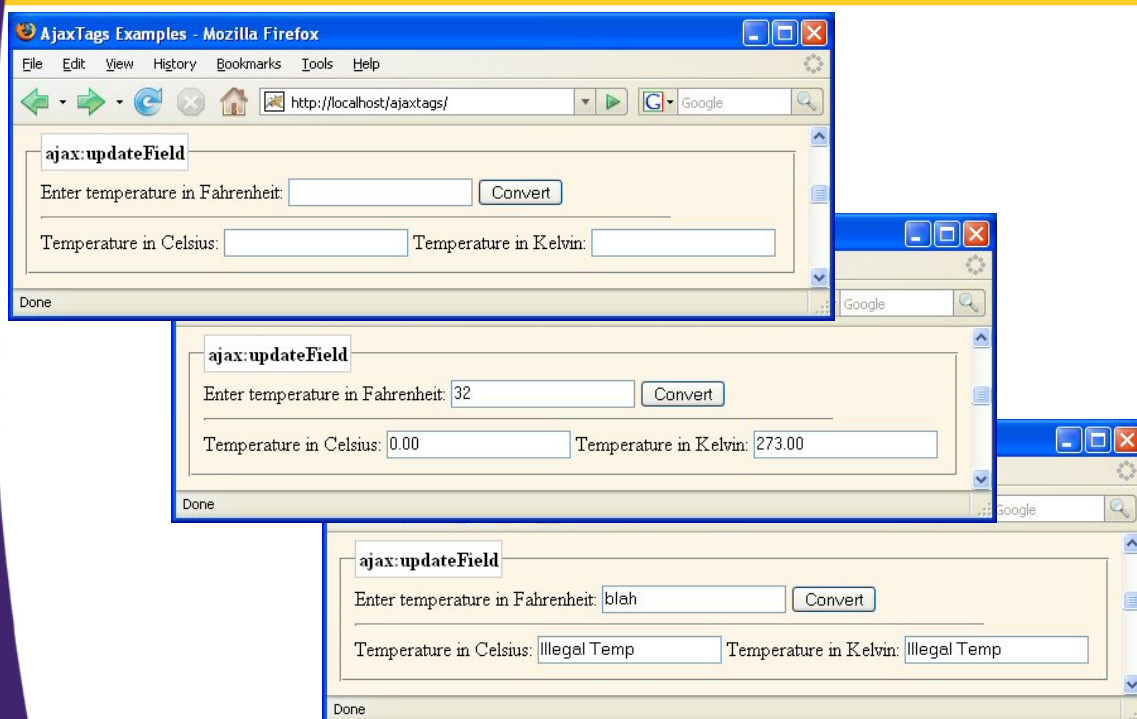 AjaxTags Examples - Mozilla Firefox
File Edit View History Bookmarks Tools Help
http://localhost/ajaxtags/ G Google
ajax:updateField
Enter temperature in Fahrenheit: Convert
Temperature in Celsius: Temperature in Kelvin:
Done
Google
ajax:updateField
Enter temperature in Fahrenheit: 32 Convert
Temperature in Celsius: 0.00 Temperature in Kelvin: 273.00
Done
Google
ajax:updateField
Enter temperature in Fahrenheit: blah Convert
Temperature in Celsius: Illegal Temp Temperature in Kelvin: Illegal Temp
Done